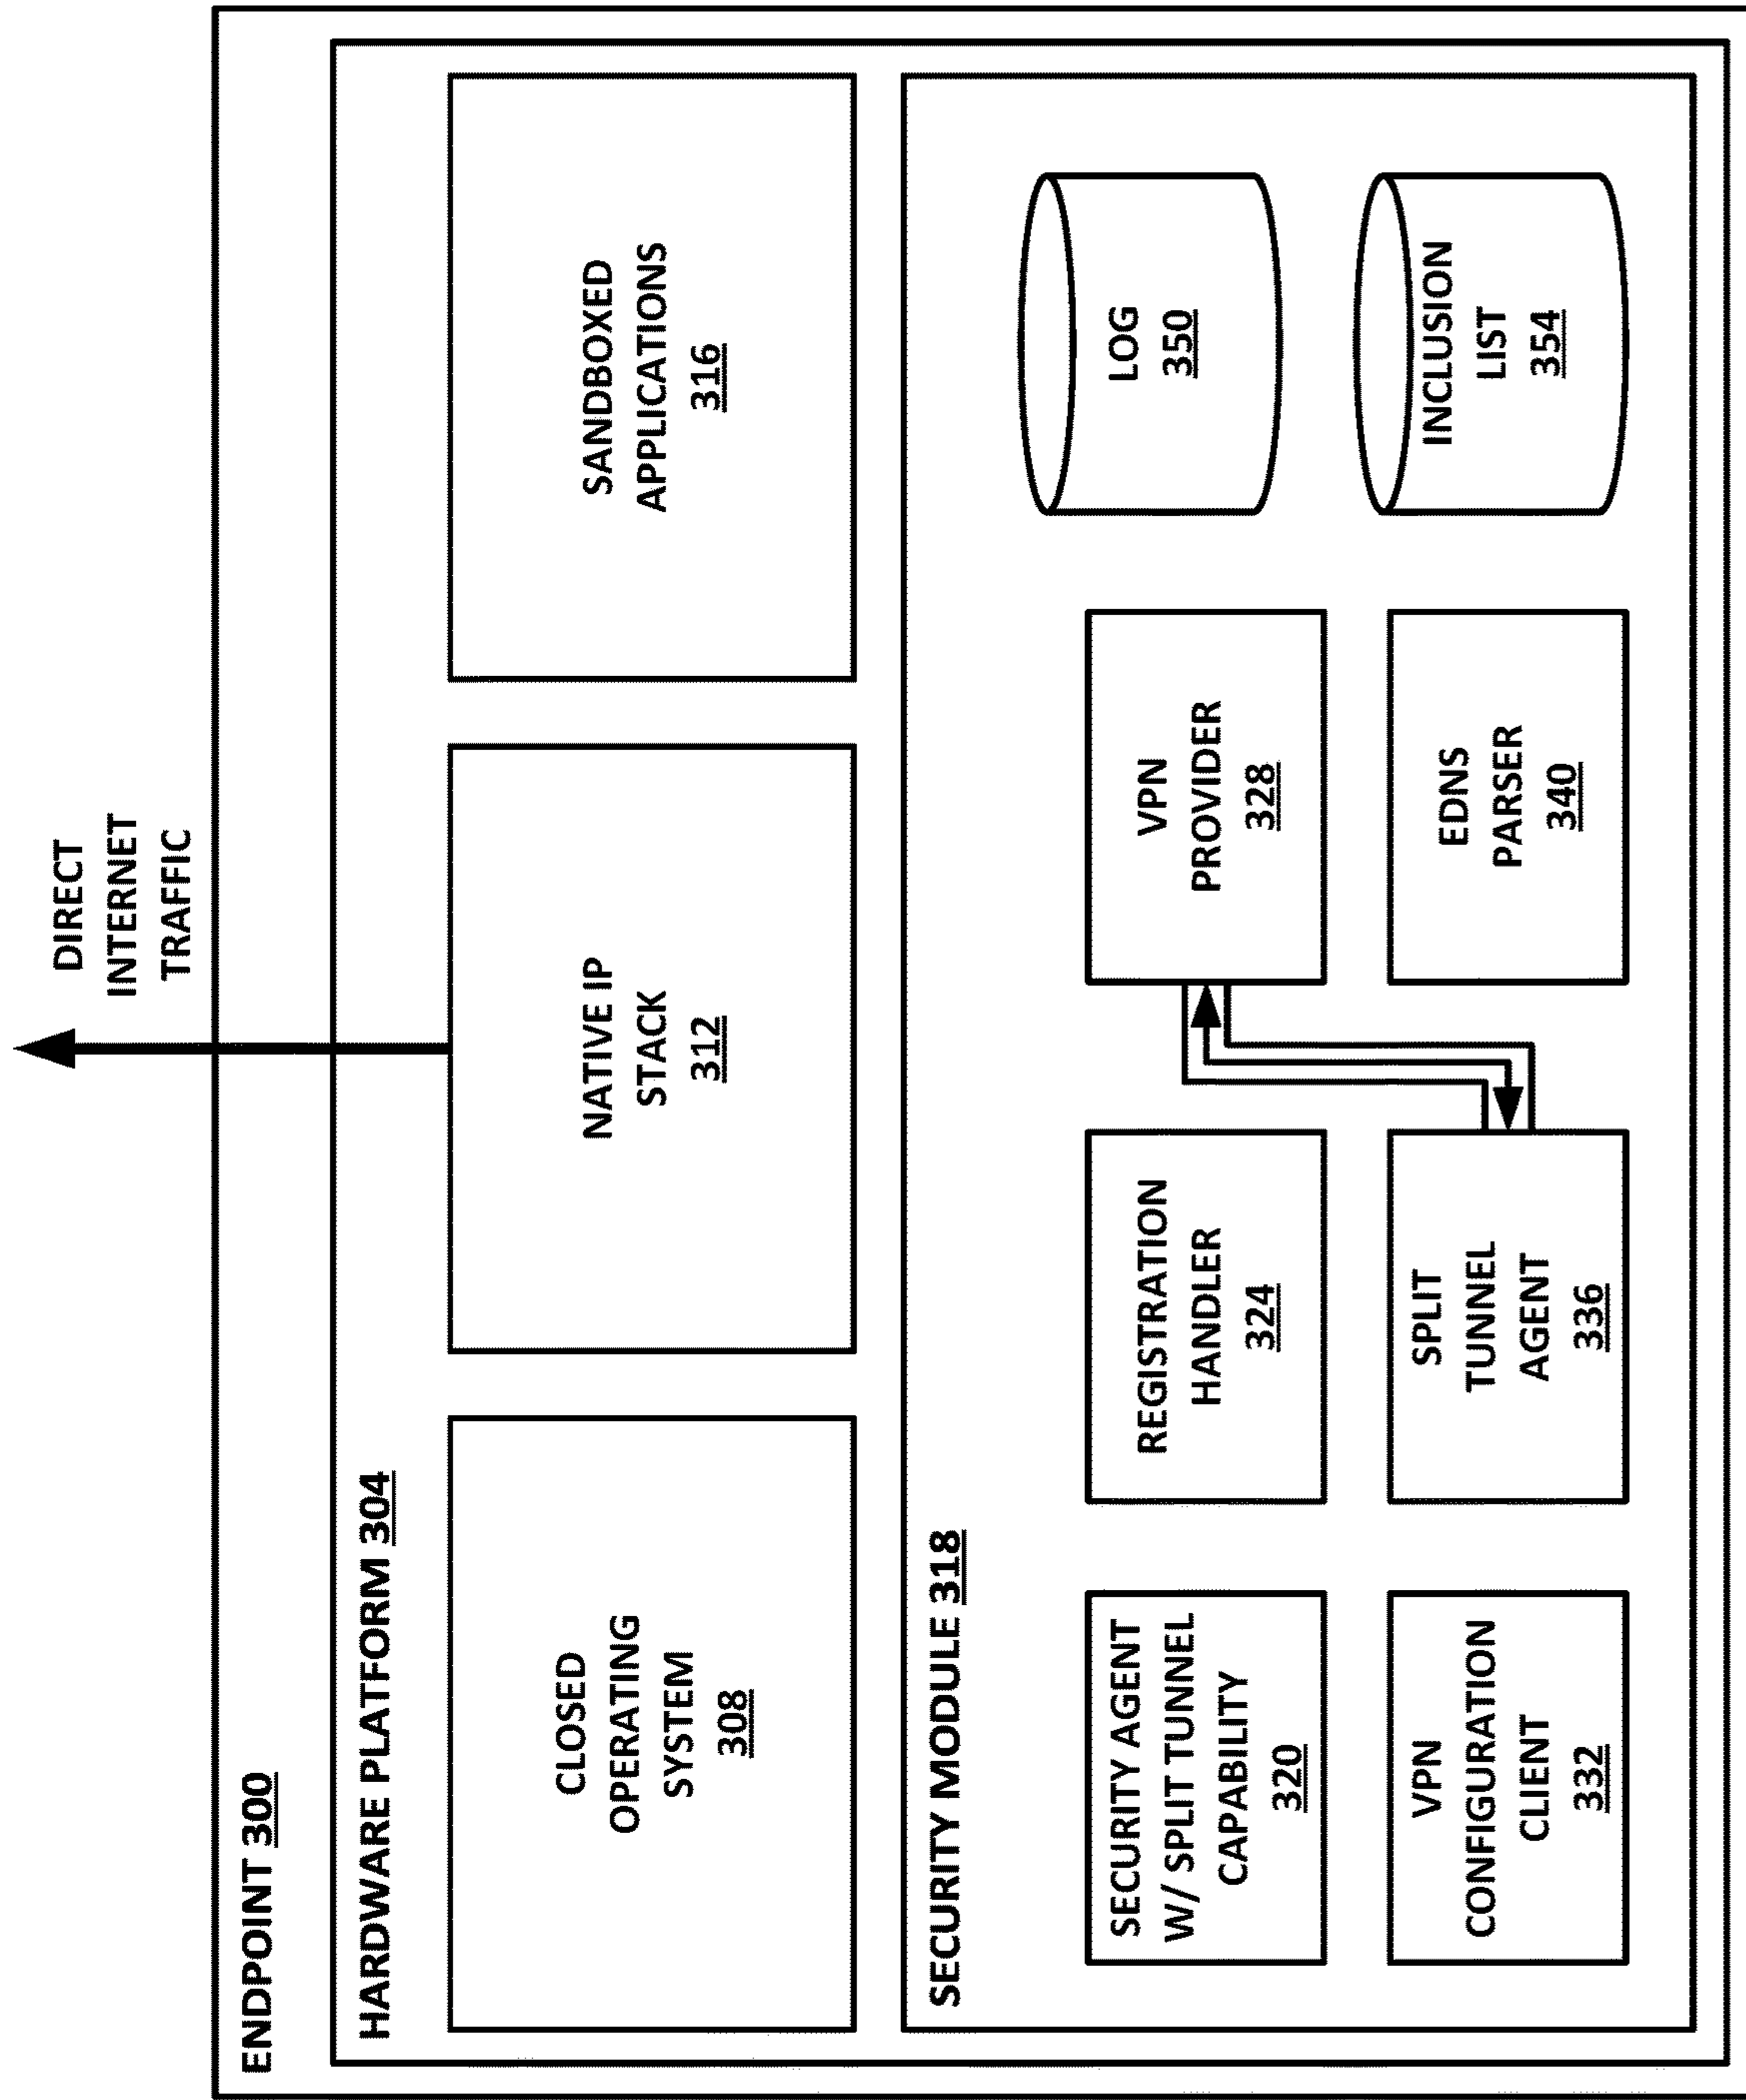 DIRECT
INTERNET
TRAFFIC
ENDPOINT 300
HARDWARE PLATFORM 304
CLOSED
OPERATING
SYSTEM
308
NATIVE IP
STACK
312
SANDBOXED
APPLICATIONS
316
SECURITY MODULE 318
SECURITY AGENT
W/ SPLIT TUNNEL
CAPABILITY
320
REGISTRATION
HANDLER
324
VPN
PROVIDER
328
LOG
350
VPN
CONFIGURATION
CLIENT
332
SPLIT
TUNNEL
AGENT
336
EDNS
PARSER
340
INCLUSION
LIST
354